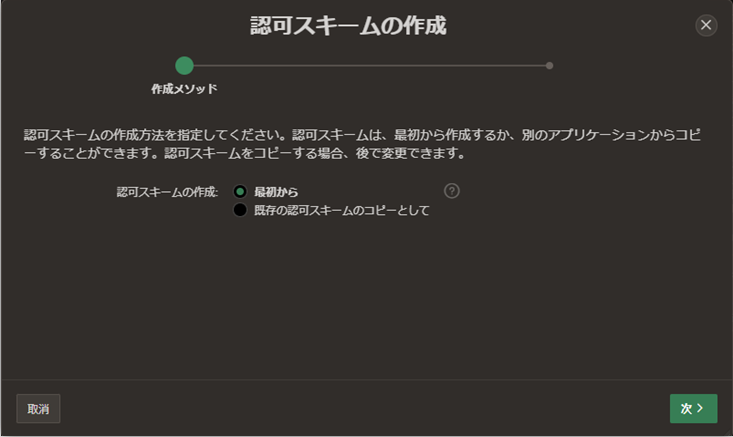 認可スキームの作成
作成メソッド
認可スキームの作成方法を指定してください。認可スキームは、最初から作成するか、別のアプリケーションからコピ
ーすることができます。認可スキームをコピーする場合、後で変更できます。
認可スキームの作成: 最初から ?
既存の認可スキームのコピーとして
取消 次 >